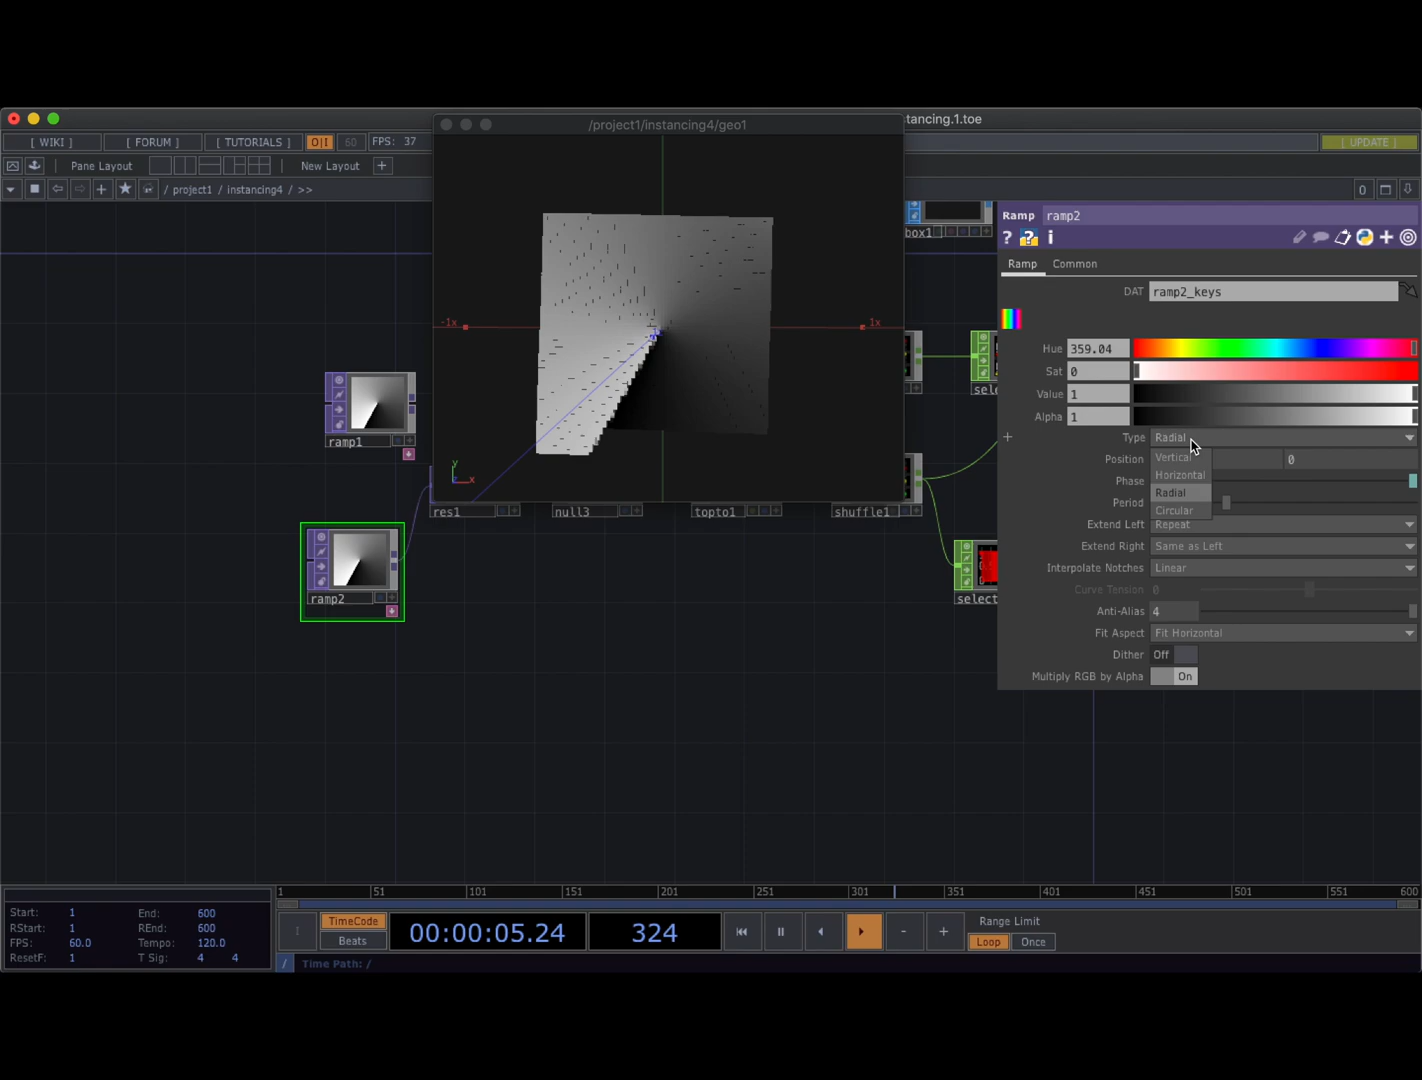 /project1/instancing4/geo1
stancing.1.toe
[ WIKI ]
[ FORUM ]
[ TUTORIALS ]
O|I
60
FPS: 37
[ UPDATE ]
Pane Layout
New Layout
+
/ project1 / instancing4 / >>
0
box1
Ramp ramp2
? ? i
Ramp
Common
DAT ramp2_keys
-1x
1x
Hue 359.04
Sat 0
Value 1
Alpha 1
Type Radial
Vertical
Horizontal
Radial
Circular
Position 0
Phase
Period
Extend Left Repeat
Extend Right Same as Left
Interpolate Notches Linear
Curve Tension 0
Anti-Alias 4
Fit Aspect Fit Horizontal
Dither Off
Multiply RGB by Alpha On
ramp1
y
x
res1
null3
topto1
shuffle1
sele
ramp2
select
1 51 101 151 201 251 301 351 401 451 501 551 600
Start: 1 End: 600
RStart: 1 REnd: 600
FPS: 60.0 Tempo: 120.0
ResetF: 1 T Sig: 4 4
TimeCode
Beats
00:00:05.24
324
- +
Range Limit
Loop Once
/ Time Path: /